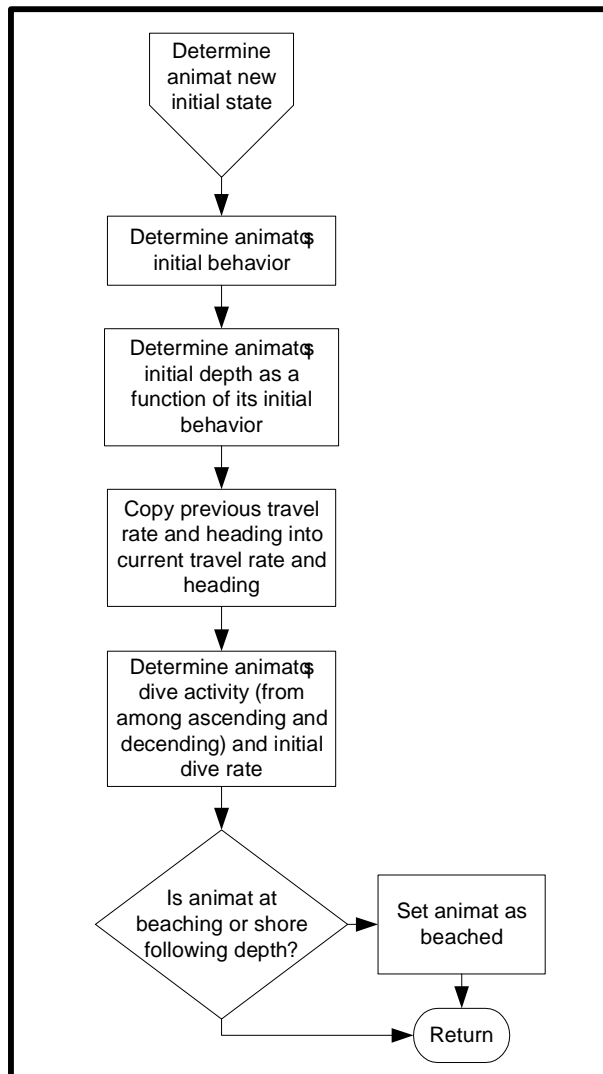 Determine
animat new
initial state
Determine animat's
initial behavior
Determine animat's
initial depth as a
function of its initial
behavior
Copy previous travel
rate and heading into
current travel rate and
heading
Determine animat's
dive activity (from
among ascending and
decending) and initial
dive rate
Is animat at
beaching or shore
following depth?
Set animat as
beached
Return